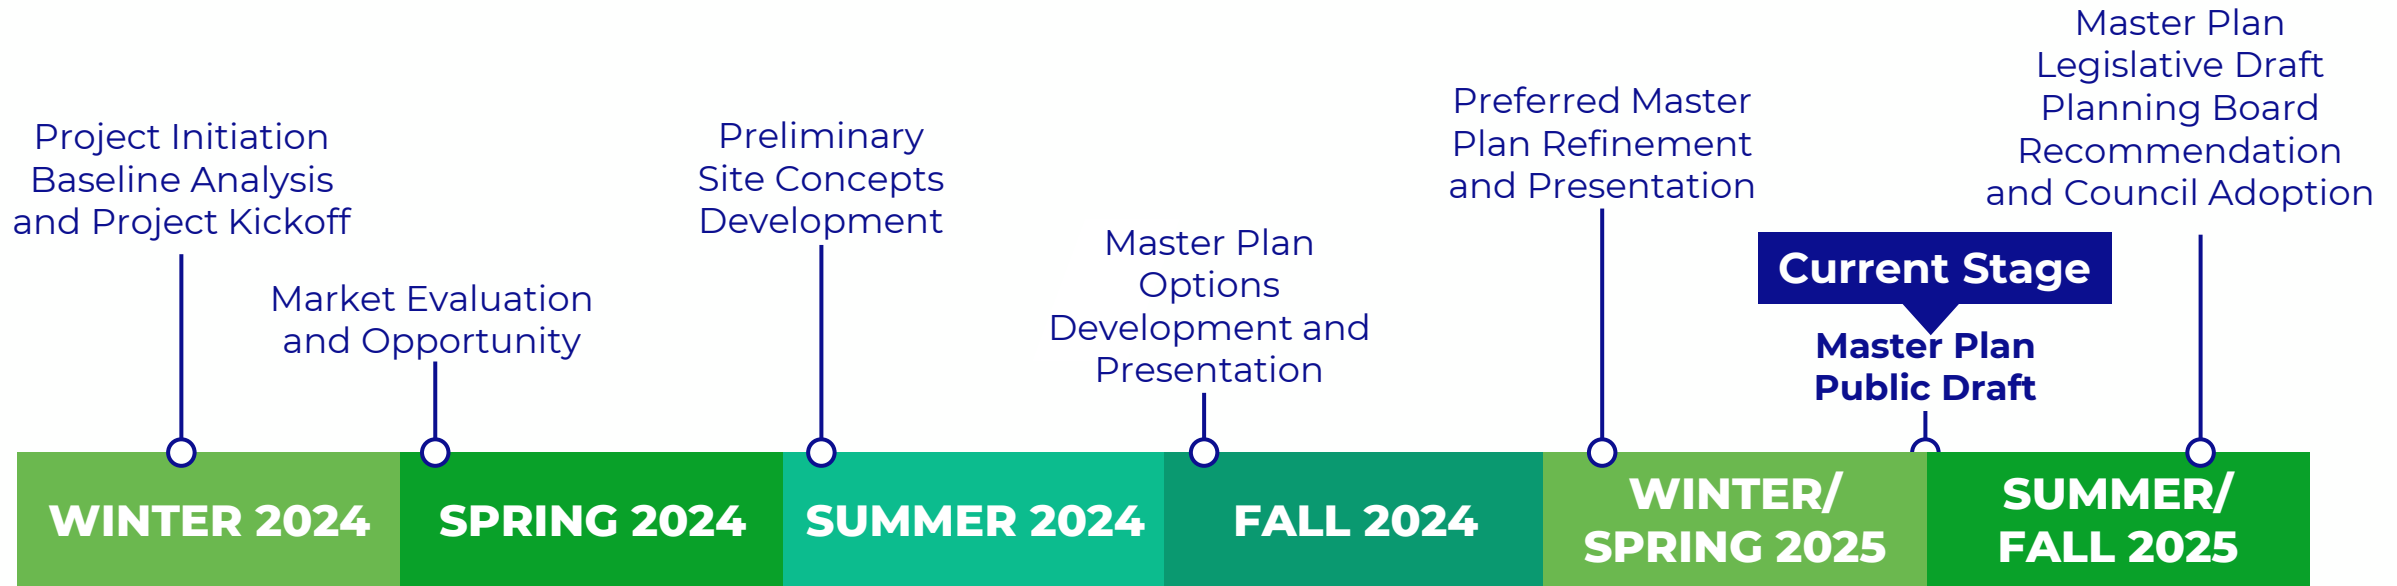 Project Initiation
Baseline Analysis
and Project Kickoff
Market Evaluation
and Opportunity
Preliminary
Site Concepts
Development
Master Plan
Options
Development and
Presentation
Preferred Master
Plan Refinement
and Presentation
Current Stage
Master Plan
Public Draft
Master Plan
Legislative Draft
Planning Board
Recommendation
and Council Adoption
WINTER 2024
SPRING 2024
SUMMER 2024
FALL 2024
WINTER/
SPRING 2025
SUMMER/
FALL 2025